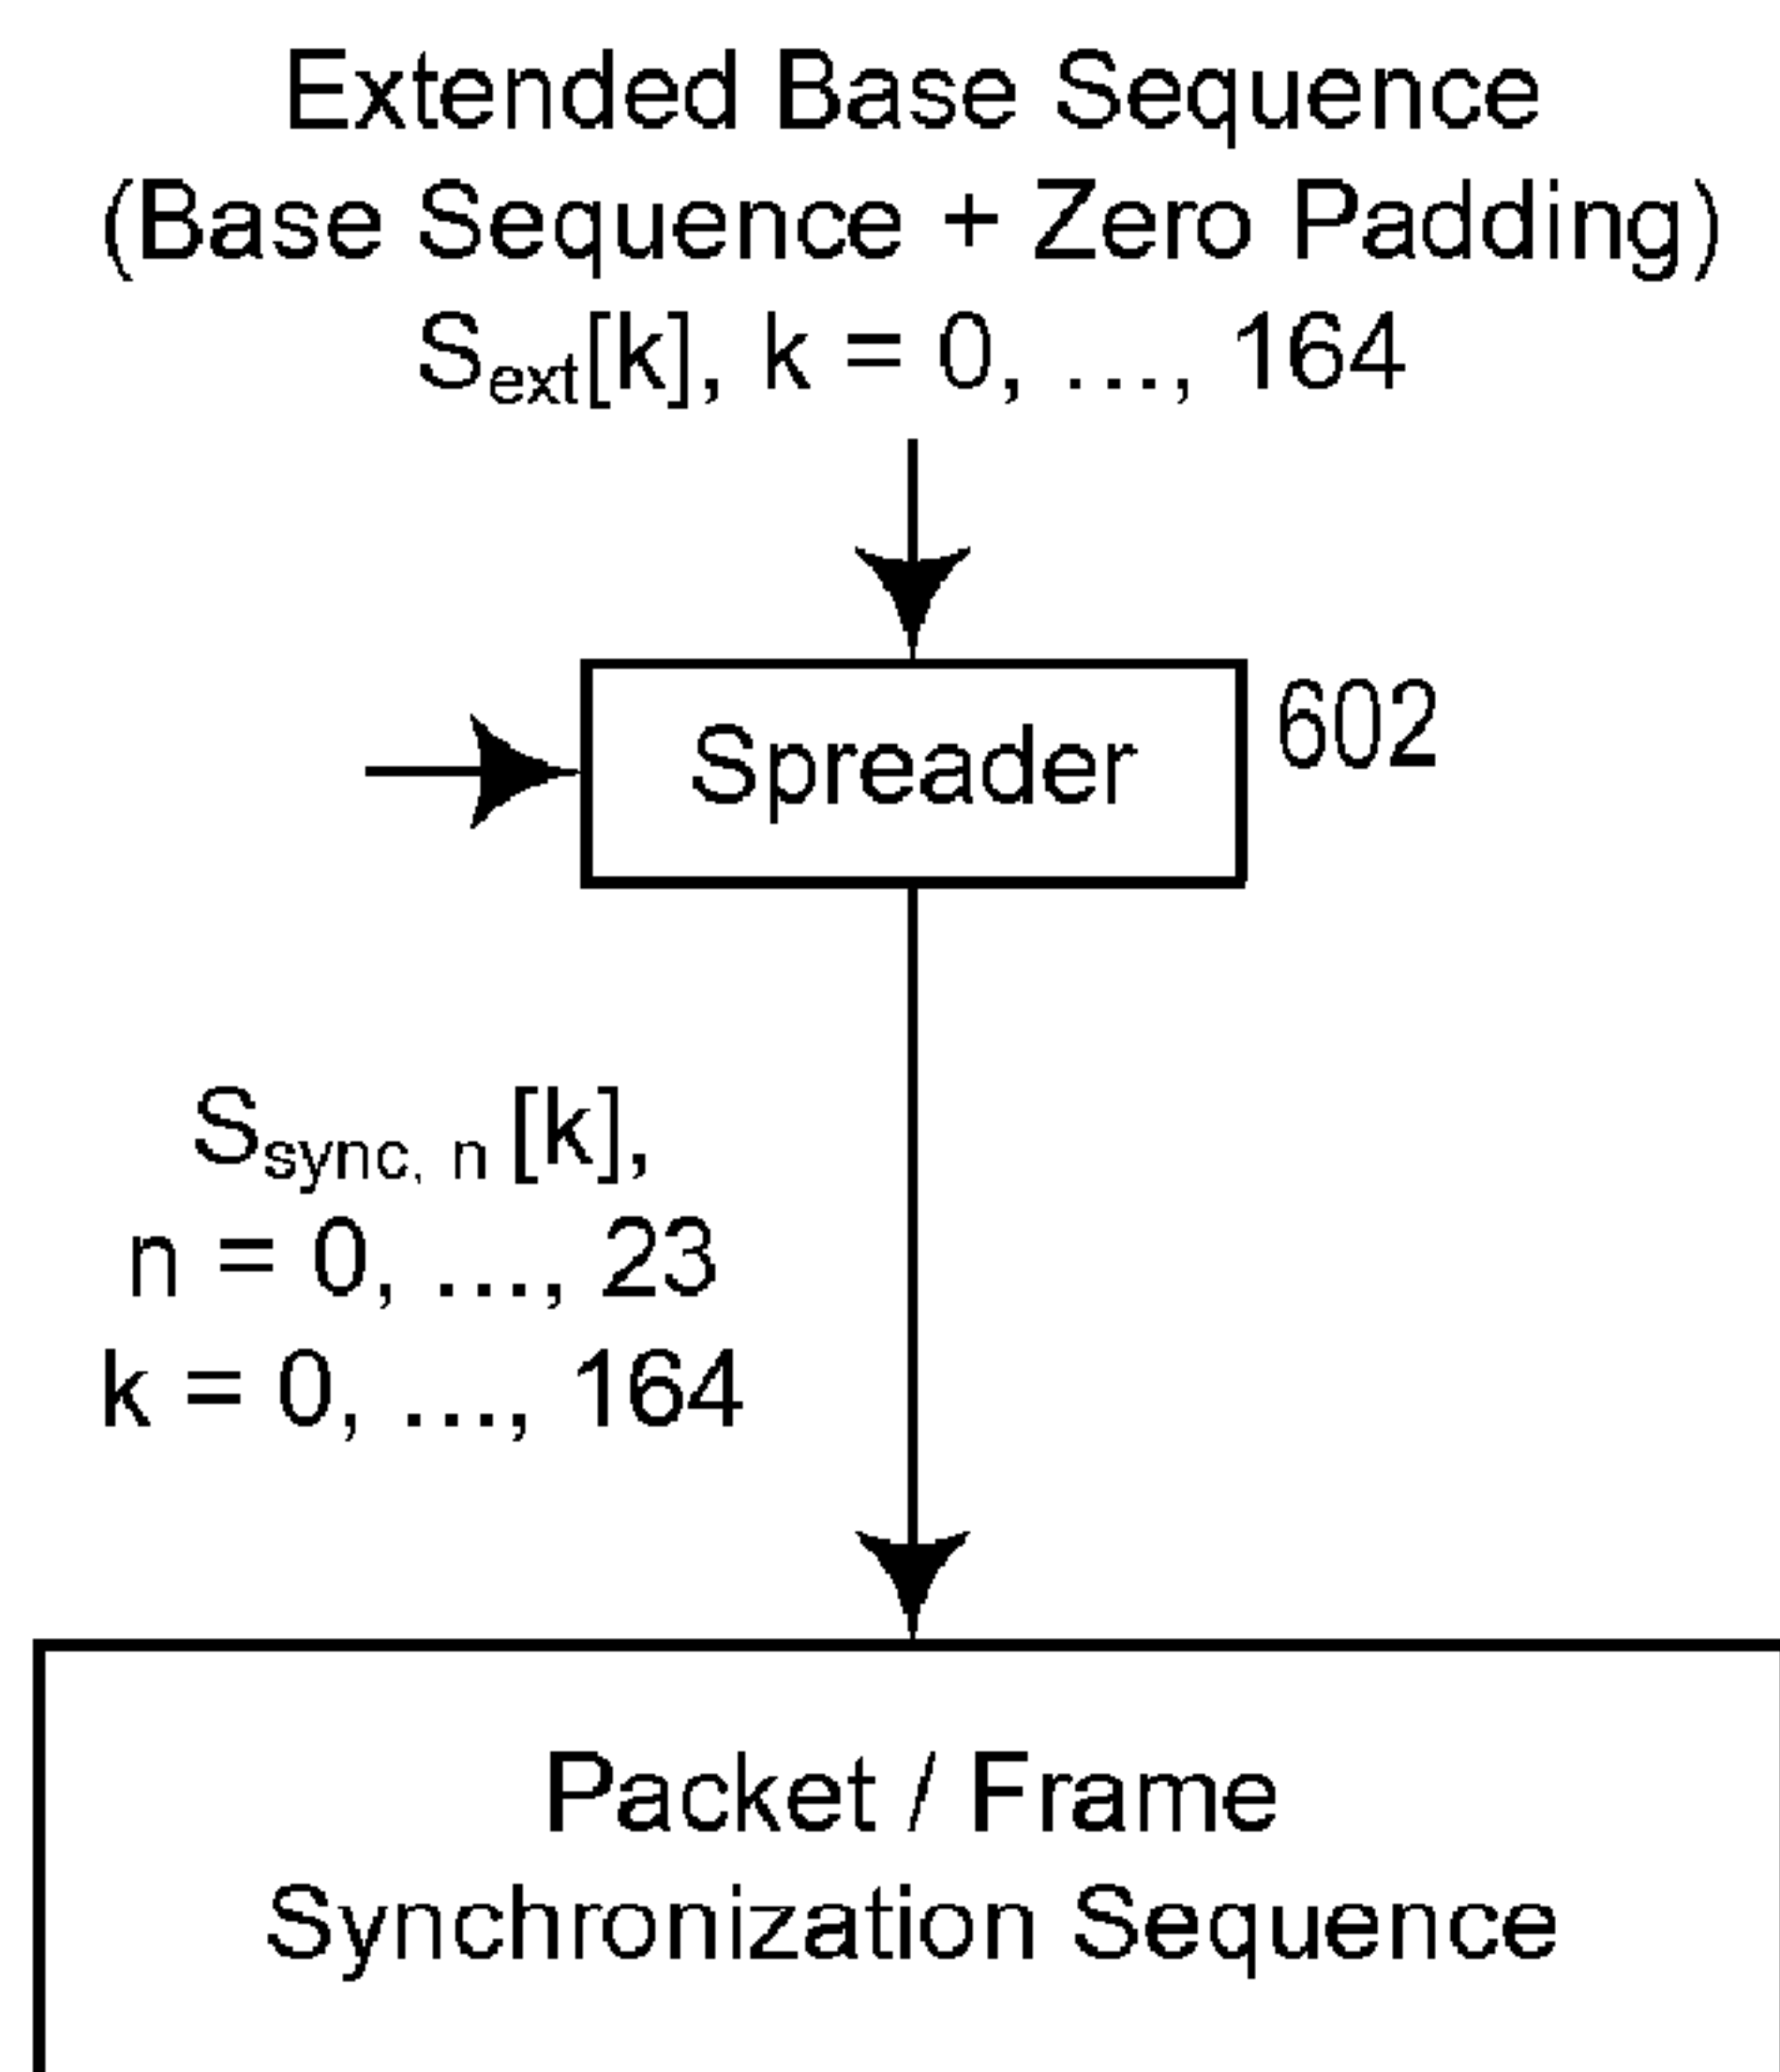 Extended Base Sequence
(Base Sequence + Zero Padding)
Sext[k], k = 0, ..., 164
Spreader
602
Ssync, n [k],
n = 0, ..., 23
k = 0, ..., 164
Packet / Frame
Synchronization Sequence